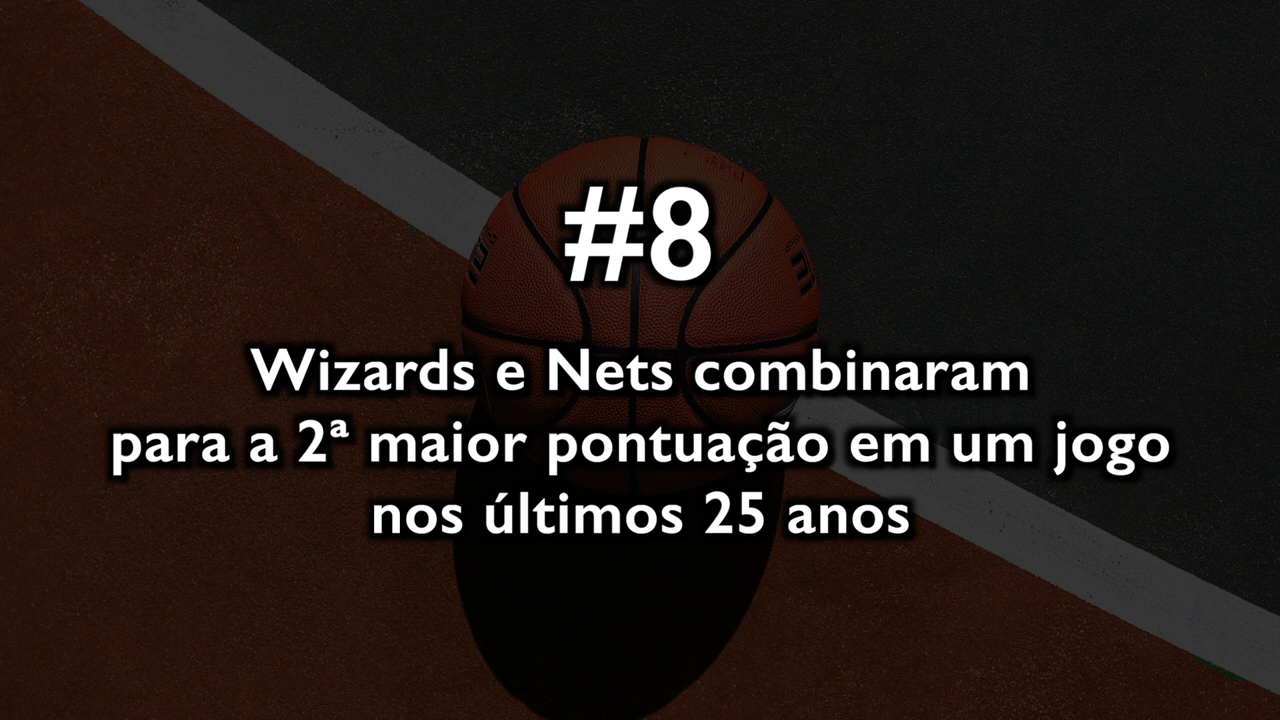 #8
Wizards e Nets combinaram
para a 2ª maior pontuação em um jogo
nos últimos 25 anos